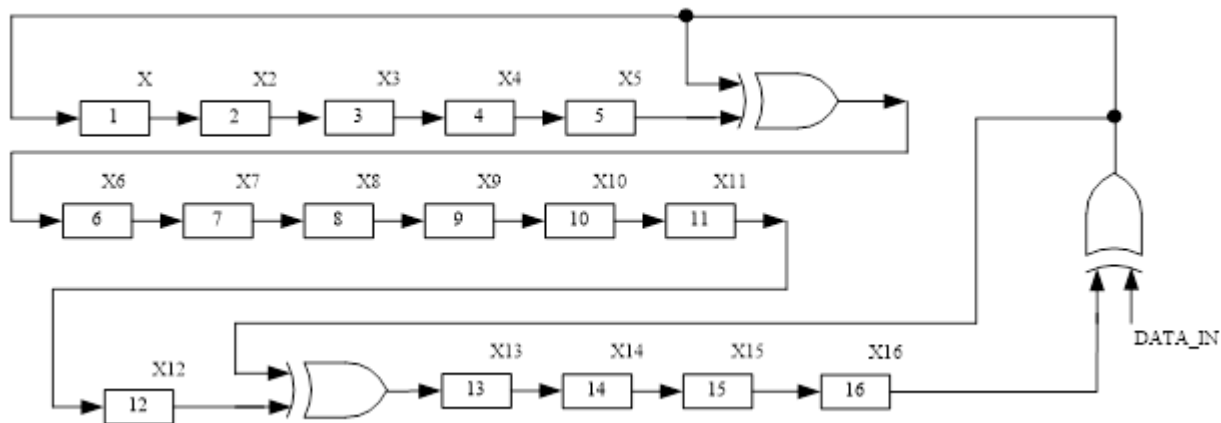 X X2 X3 X4 X5
1 2 3 4 5
X6 X7 X8 X9 X10 X11
6 7 8 9 10 11
DATA_IN
X12 X13 X14 X15 X16
12 13 14 15 16